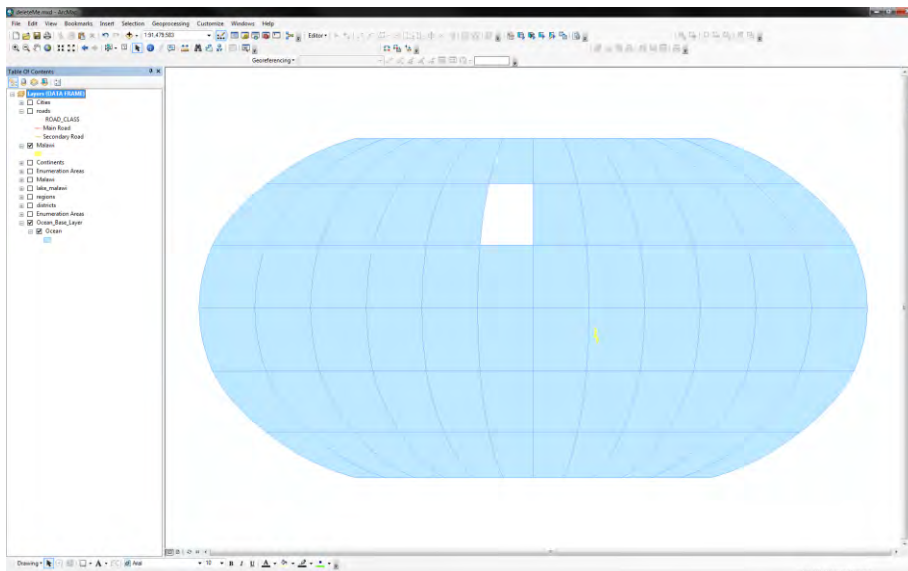 deleteMe.mxd - ArcMap
File Edit View Bookmarks Insert Selection Geoprocessing Customize Windows Help
1:91,478,583
Editor
Georeferencing
Table Of Contents
Layers (DATA FRAME)
Cities
roads
ROAD_CLASS
Main Road
Secondary Road
Malawi
Continents
Enumeration Areas
Malawi
lake_malawi
regions
districts
Enumeration Areas
Ocean_Base_Layer
Ocean
Drawing A Arial 10 B I U A